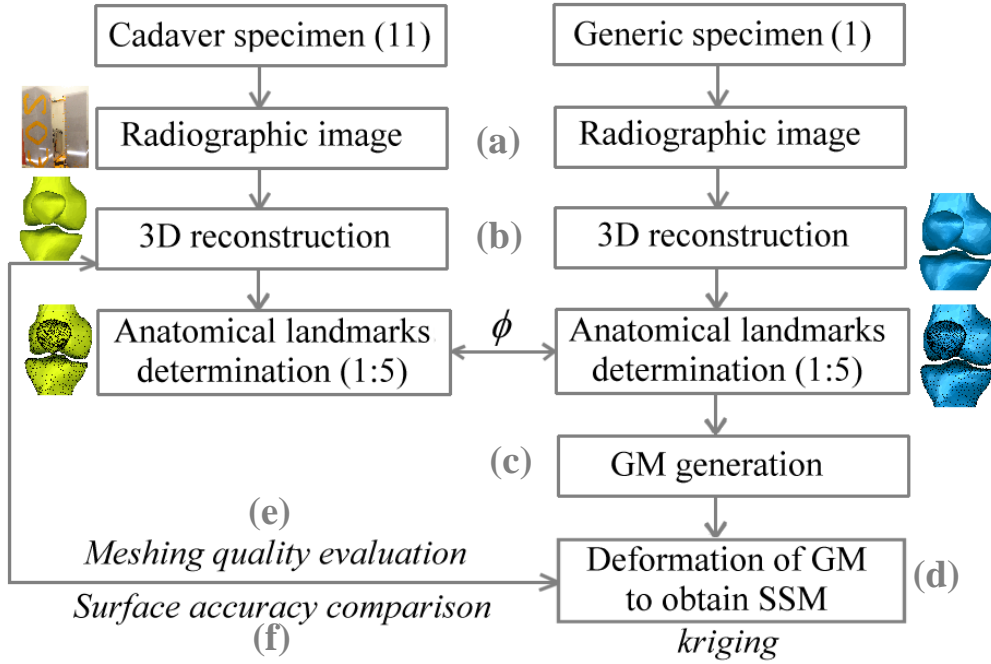 Cadaver specimen (11)
Generic specimen (1)
Radiographic image
(a)
Radiographic image
3D reconstruction
(b)
3D reconstruction
Anatomical landmarks
determination (1:5)
ϕ
Anatomical landmarks
determination (1:5)
(c)
GM generation
(e)
Meshing quality evaluation
Surface accuracy comparison
(f)
Deformation of GM
to obtain SSM
(d)
kriging